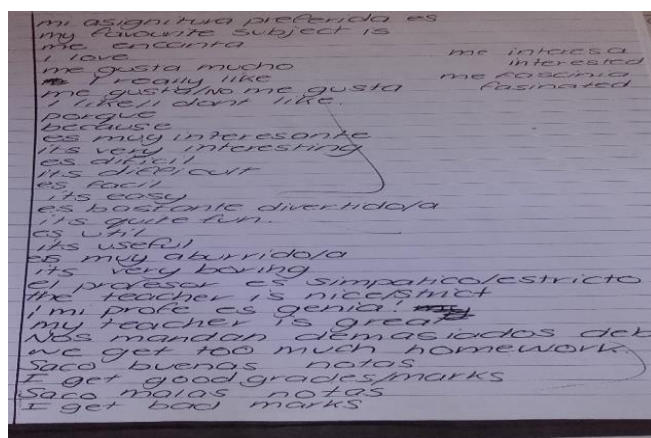 mi asignitura preferida es
my favourite subject is
me encanta
I love
me gusta mucho
I really like
me gusta/No me gusta
I like/I dont like.
porque
because
es muy interesante
its very interesting
es dificil
its difficult
es facil
its easy
es bastante divertido/a
its quite fun.
es util
its useful
es muy aburrido/a
its very boring
el profesor es simpatico/estricto
the teacher is nice/strict
¡mi profe es genial!
my teacher is great
Nos mandan demasiados deb
we get too much homework.
Saco buenas notas
I get good grades/marks
Saco malas notas
I get bad marks
me interesa
interested
me fascinia
fasinated